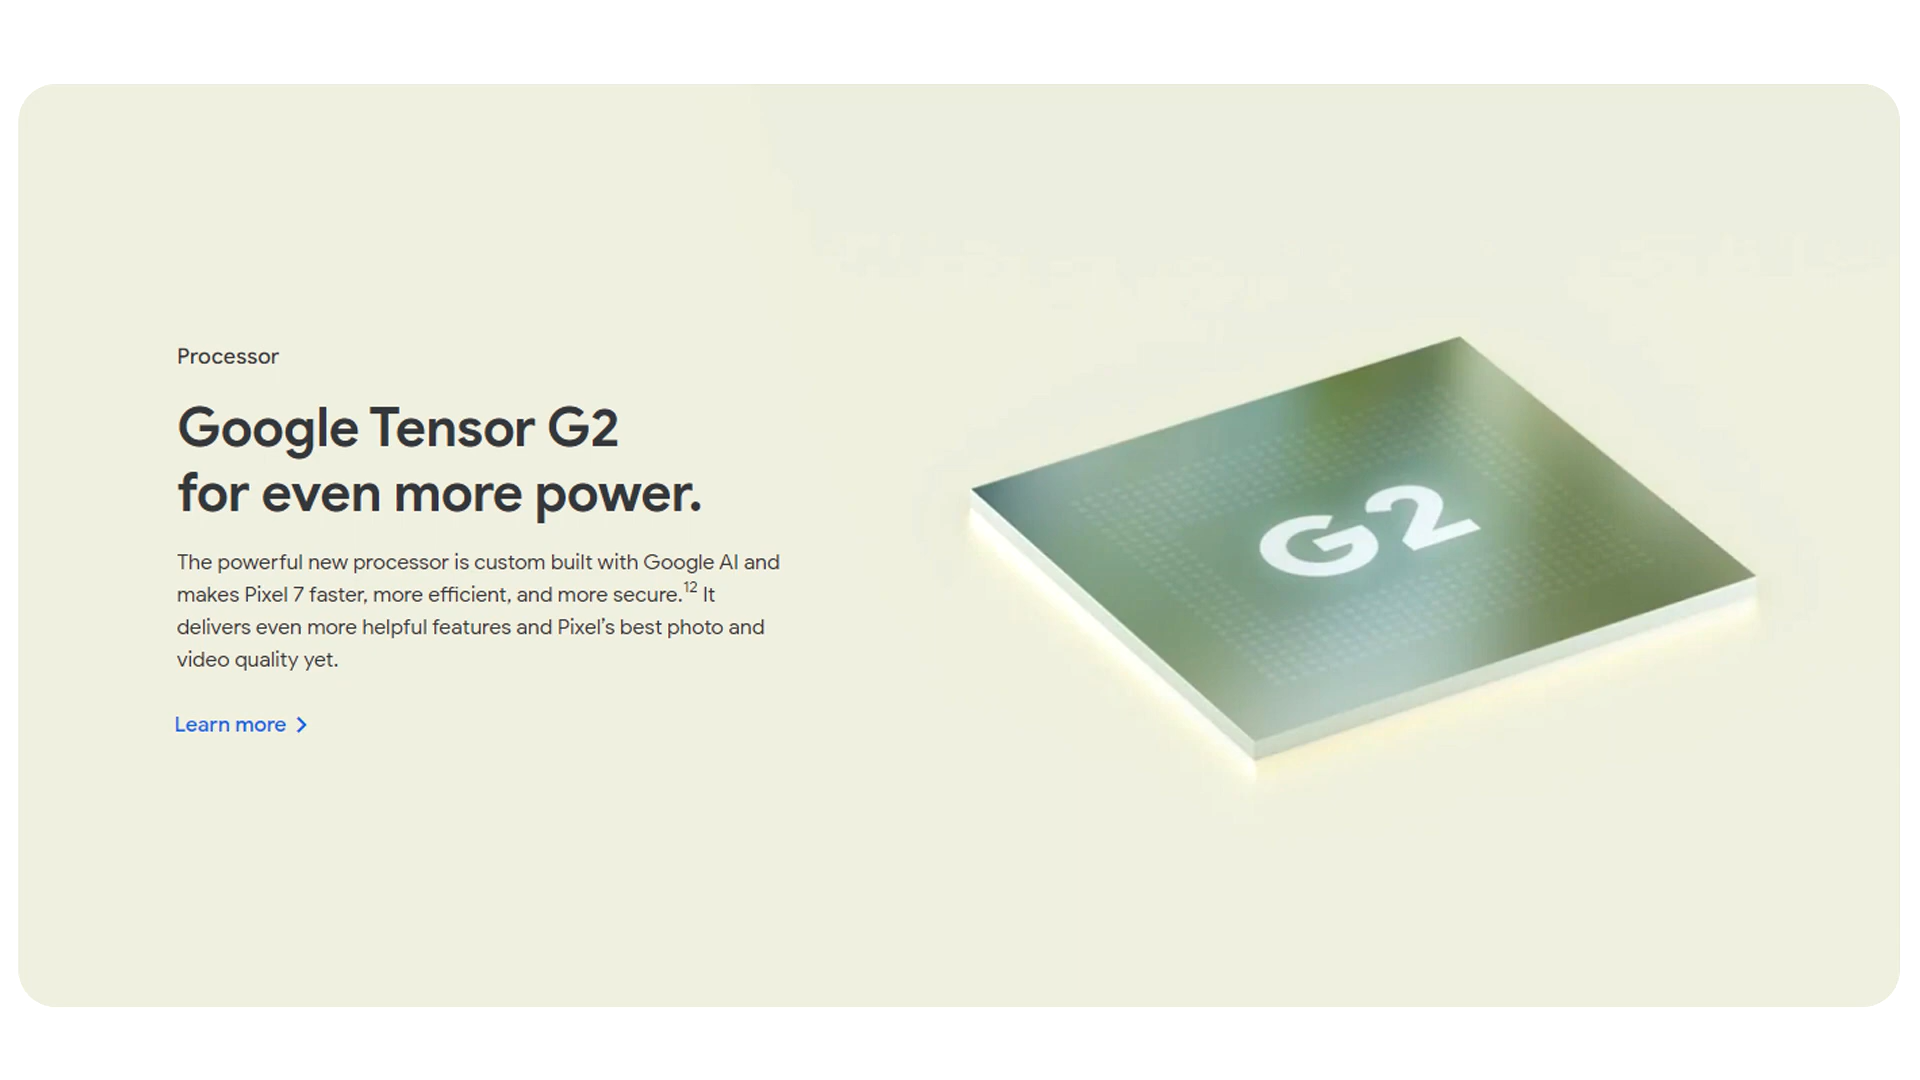 Processor
Google Tensor G2
for even more power.
The powerful new processor is custom built with Google AI and
makes Pixel 7 faster, more efficient, and more secure.12 It
delivers even more helpful features and Pixel’s best photo and
video quality yet.
Learn more
G2